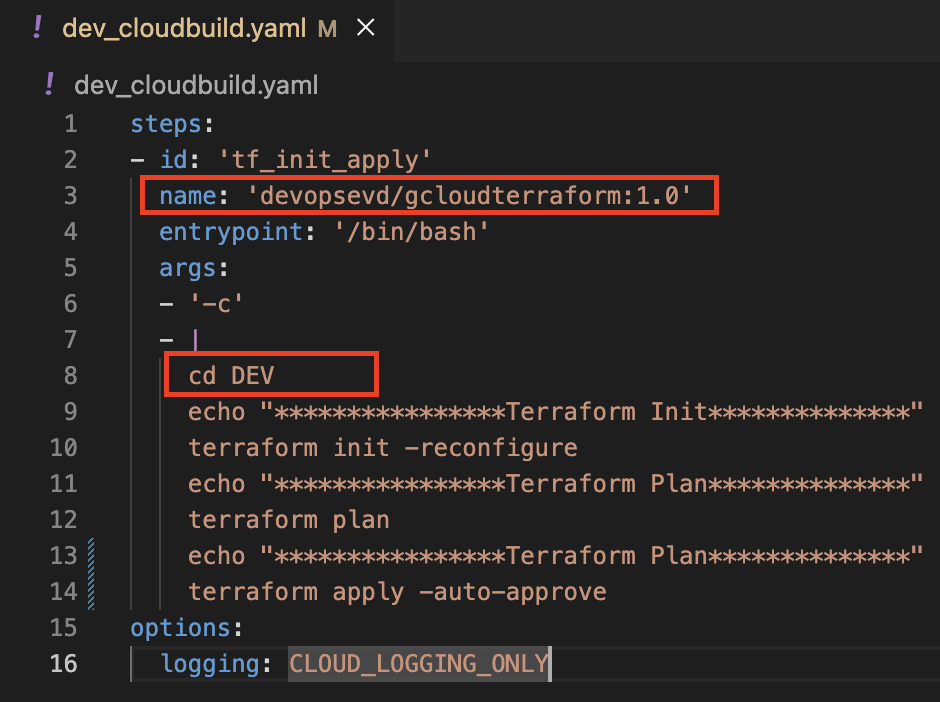 ! dev_cloudbuild.yaml M ×
! dev_cloudbuild.yaml
1 steps:
2 - id: 'tf_init_apply'
3 name: 'devopsevd/gcloudterraform:1.0'
4 entrypoint: '/bin/bash'
5 args:
6 - '-c'
7 - |
8 cd DEV
9 echo "****************Terraform Init**************"
10 terraform init -reconfigure
11 echo "****************Terraform Plan**************"
12 terraform plan
13 echo "****************Terraform Plan**************"
14 terraform apply -auto-approve
15 options:
16 logging: CLOUD_LOGGING_ONLY